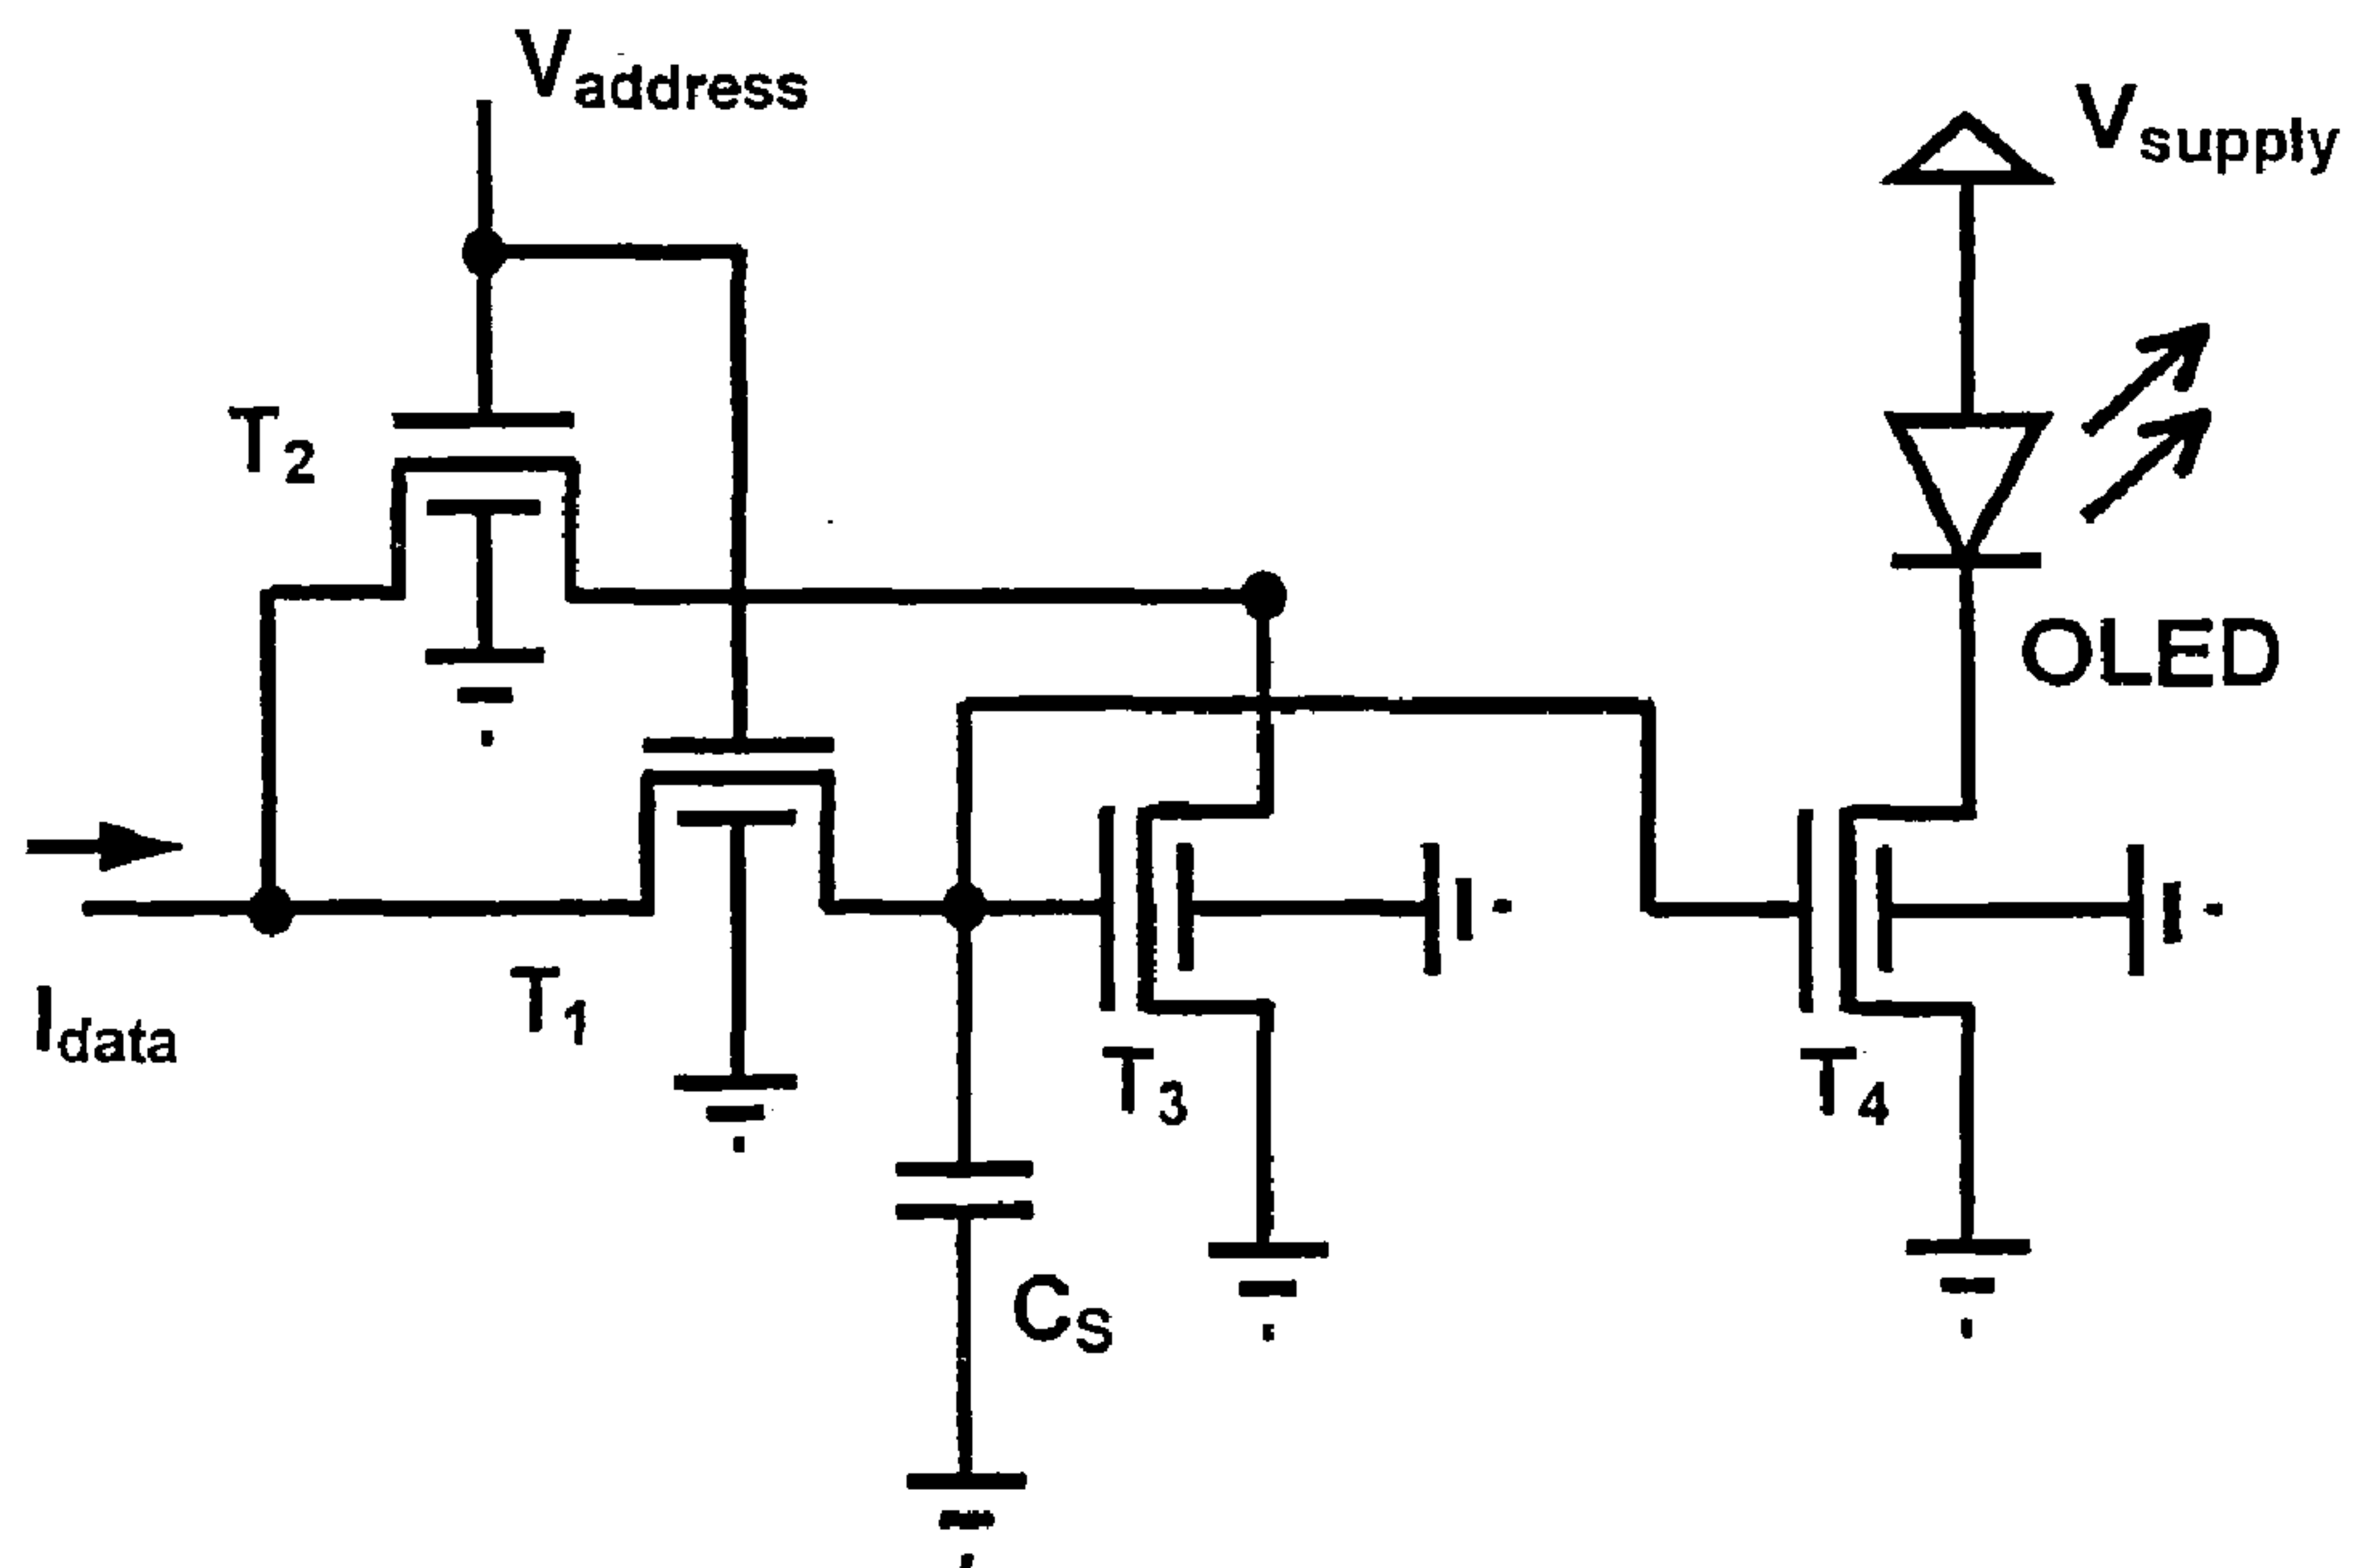 Vaddress
Vsupply
T2
OLED
Idata
T1
T3
T4
CS